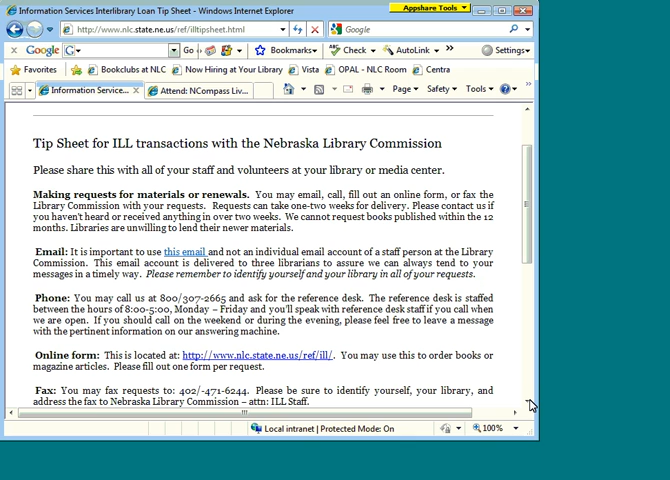 Information Services Interlibrary Loan Tip Sheet - Windows Internet Explorer
Appshare Tools
http://www.nlc.state.ne.us/ref/illtipsheet.html
Google
Google
Go
Bookmarks
Check
AutoLink
Settings
Favorites
Bookclubs at NLC
Now Hiring at Your Library
Vista
OPAL - NLC Room
Centra
Information Service...
Attend: NCompass Liv...
Page
Safety
Tools
Tip Sheet for ILL transactions with the Nebraska Library Commission
Please share this with all of your staff and volunteers at your library or media center.
Making requests for materials or renewals. You may email, call, fill out an online form, or fax the
Library Commission with your requests. Requests can take one-two weeks for delivery. Please contact us if
you haven't heard or received anything in over two weeks. We cannot request books published within the 12
months. Libraries are unwilling to lend their newer materials.
Email: It is important to use this email and not an individual email account of a staff person at the Library
Commission. This email account is delivered to three librarians to assure we can always tend to your
messages in a timely way. Please remember to identify yourself and your library in all of your requests.
Phone: You may call us at 800/307-2665 and ask for the reference desk. The reference desk is staffed
between the hours of 8:00-5:00, Monday – Friday and you'll speak with reference desk staff if you call when
we are open. If you should call on the weekend or during the evening, please feel free to leave a message
with the pertinent information on our answering machine.
Online form: This is located at: http://www.nlc.state.ne.us/ref/ill/. You may use this to order books or
magazine articles. Please fill out one form per request.
Fax: You may fax requests to: 402/-471-6244. Please be sure to identify yourself, your library, and
address the fax to Nebraska Library Commission – attn: ILL Staff.
Local intranet | Protected Mode: On
100%